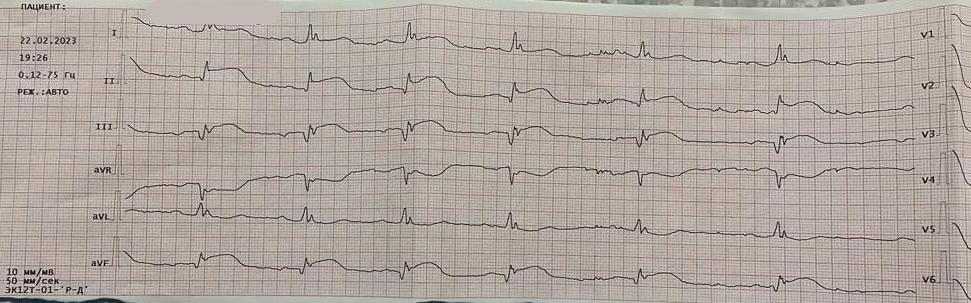 ПАЦИЕНТ:
22.02.2023
19:26
0.12-75 Гц
РЕЖ.:АВТО
I
II
III
aVR
aVL
aVF
10 мм/мВ
50 мм/сек
ЭК12Т-01-"Р-Д"
V1
V2
V3
V4
V5
V6